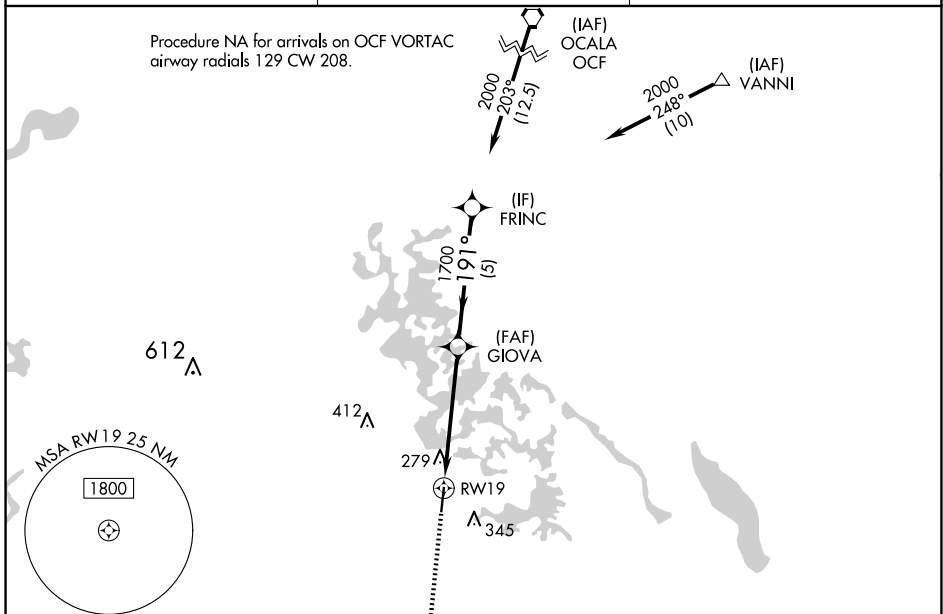 Procedure NA for arrivals on OCF VORTAC
airway radials 129 CW 208.
(IAF)
OCALA
OCF
2000
203°
(12.5)
(IAF)
VANNI
2000
248°
(10)
(IF)
FRINC
1700
191°
(5)
(FAF)
GIOVA
612
412
279
RW19
345
MSA RW19 25 NM
1800